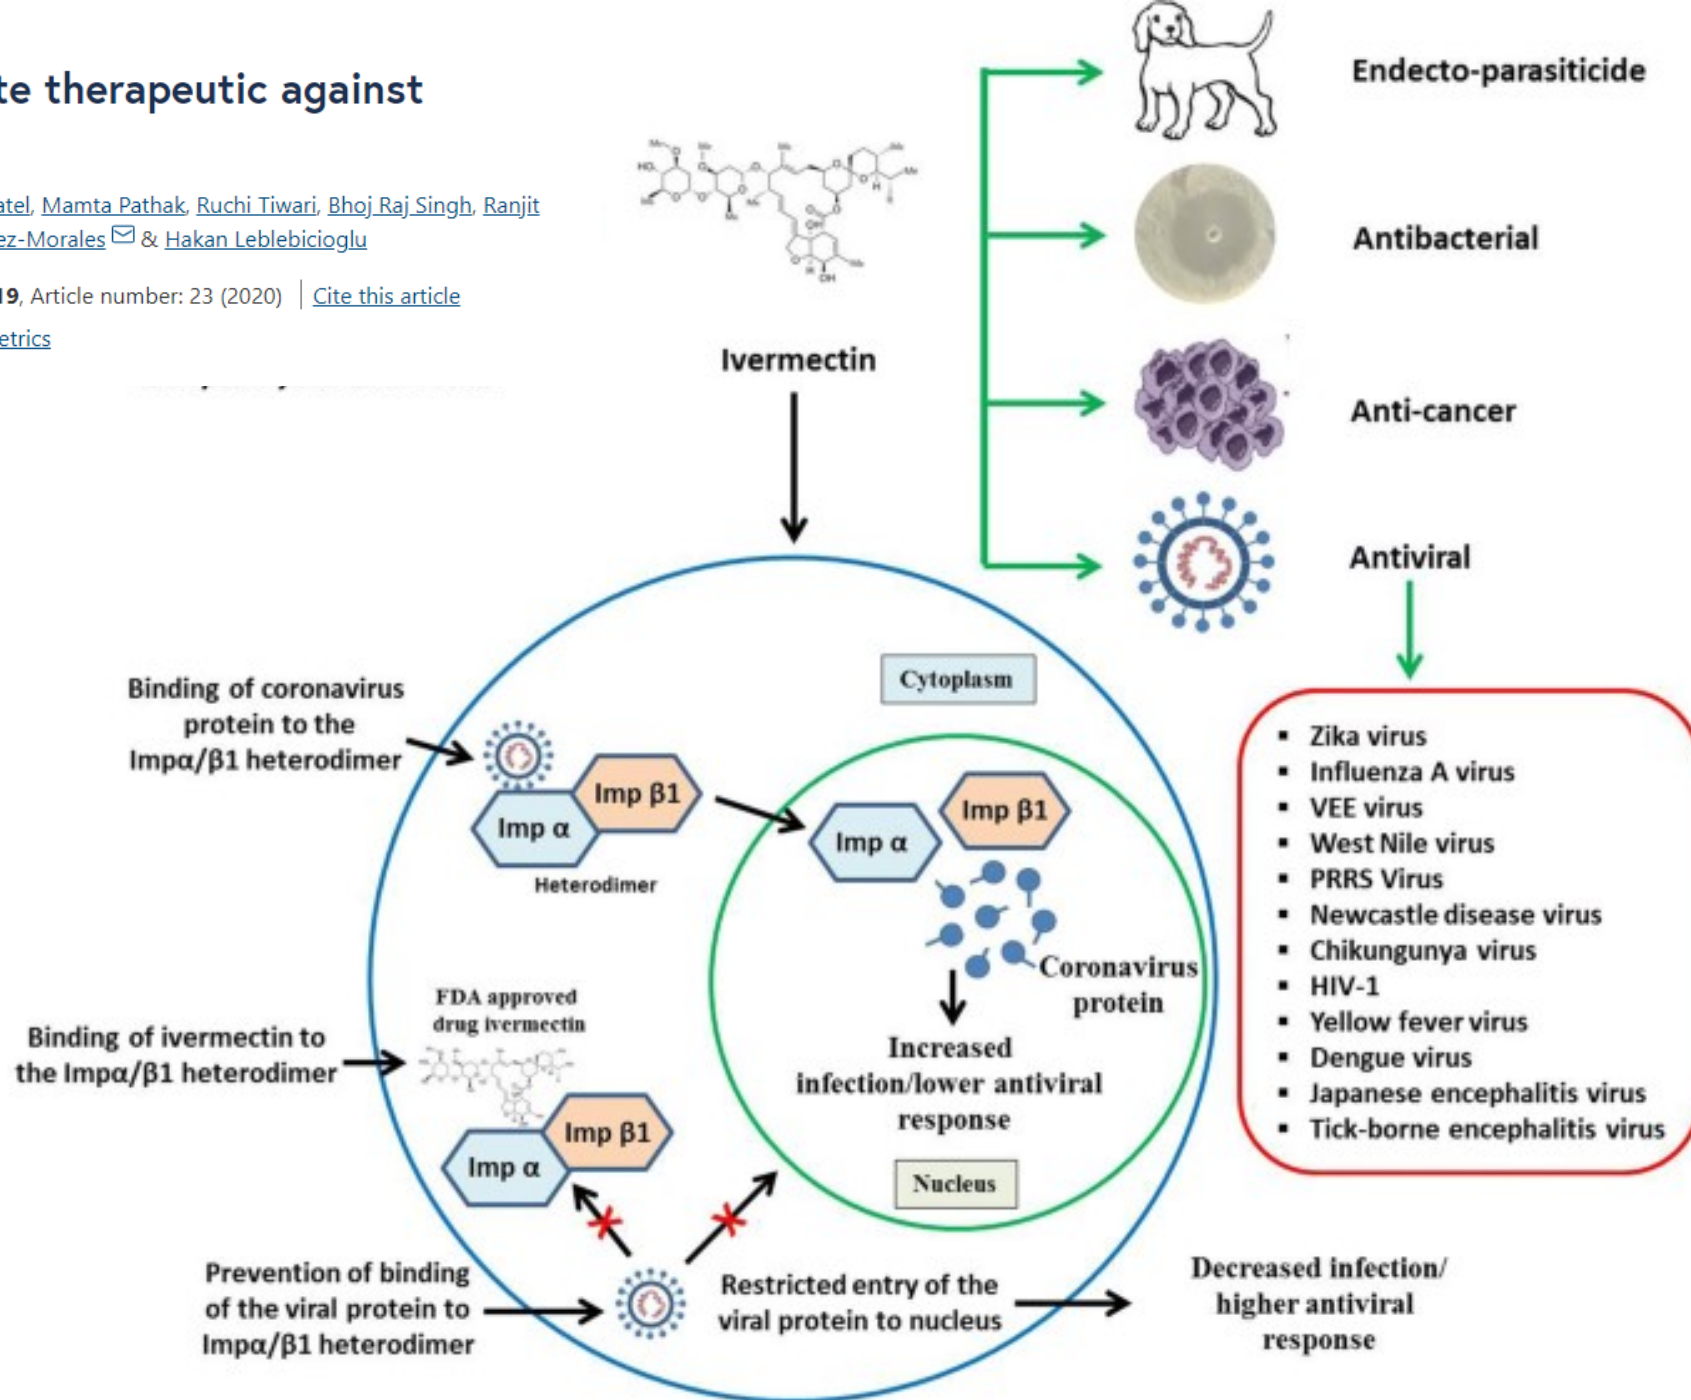 te therapeutic against
atel, Mamta Pathak, Ruchi Tiwari, Bhoj Raj Singh, Ranjit
ez-Morales & Hakan Leblebicioglu
19, Article number: 23 (2020) | Cite this article
etrics
Ivermectin
Endecto-parasiticide
Antibacterial
Anti-cancer
Antiviral
Zika virus
Influenza A virus
VEE virus
West Nile virus
PRRS Virus
Newcastle disease virus
Chikungunya virus
HIV-1
Yellow fever virus
Dengue virus
Japanese encephalitis virus
Tick-borne encephalitis virus
Cytoplasm
Binding of coronavirus
protein to the
Impα/β1 heterodimer
Imp β1
Imp α
Heterodimer
Imp β1
Imp α
Coronavirus
protein
Increased
infection/lower antiviral
response
Nucleus
FDA approved
drug ivermectin
Binding of ivermectin to
the Impα/β1 heterodimer
Imp β1
Imp α
Prevention of binding
of the viral protein to
Impα/β1 heterodimer
Restricted entry of the
viral protein to nucleus
Decreased infection/
higher antiviral
response